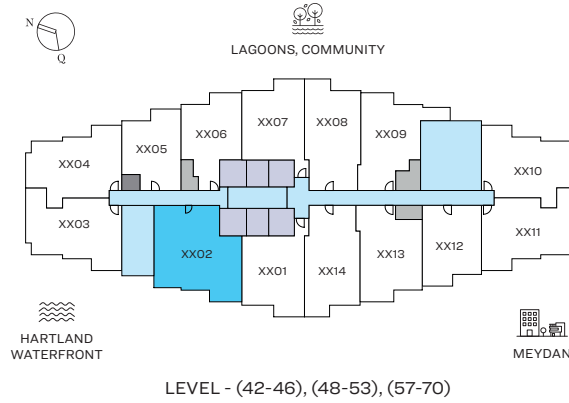 N
Q
LAGOONS, COMMUNITY
XX07
XX08
XX06
XX09
XX05
XX04
XX10
XX03
XX11
XX02
XX01
XX14
XX13
XX12
HARTLAND
WATERFRONT
MEYDAN
LEVEL - (42-46), (48-53), (57-70)